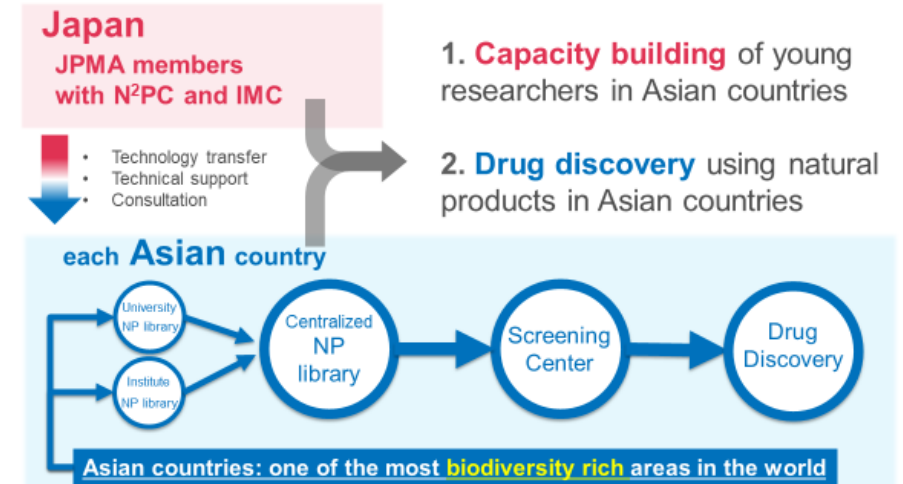 Japan
JPMA members
with N²PC and IMC
1. Capacity building of young
researchers in Asian countries
• Technology transfer
• Technical support
• Consultation
2. Drug discovery using natural
products in Asian countries
each Asian country
University
NP library
Institute
NP library
Centralized
NP
library
Screening
Center
Drug
Discovery
Asian countries: one of the most biodiversity rich areas in the world